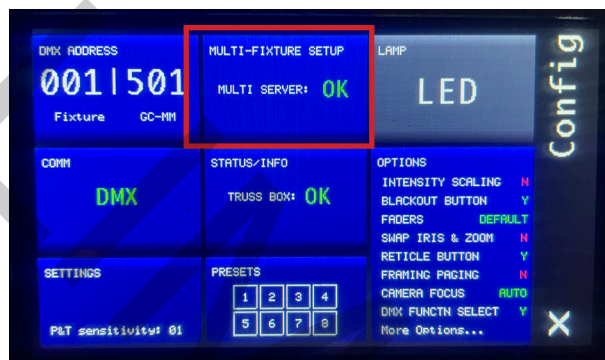 DMX ADDRESS
001|501
Fixture GC-MM
MULTI-FIXTURE SETUP
MULTI SERVER: OK
LAMP
LED
Config
COMM
DMX
STATUS/INFO
TRUSS BOX: OK
OPTIONS
INTENSITY SCALING N
BLACKOUT BUTTON Y
FADERS DEFAULT
SWAP IRIS & ZOOM N
RETICLE BUTTON Y
FRAMING PAGING N
CAMERA FOCUS AUTO
DMX FUNCTN SELECT Y
More Options...
SETTINGS
P&T sensitivity: 01
PRESETS
1 2 3 4
5 6 7 8
X